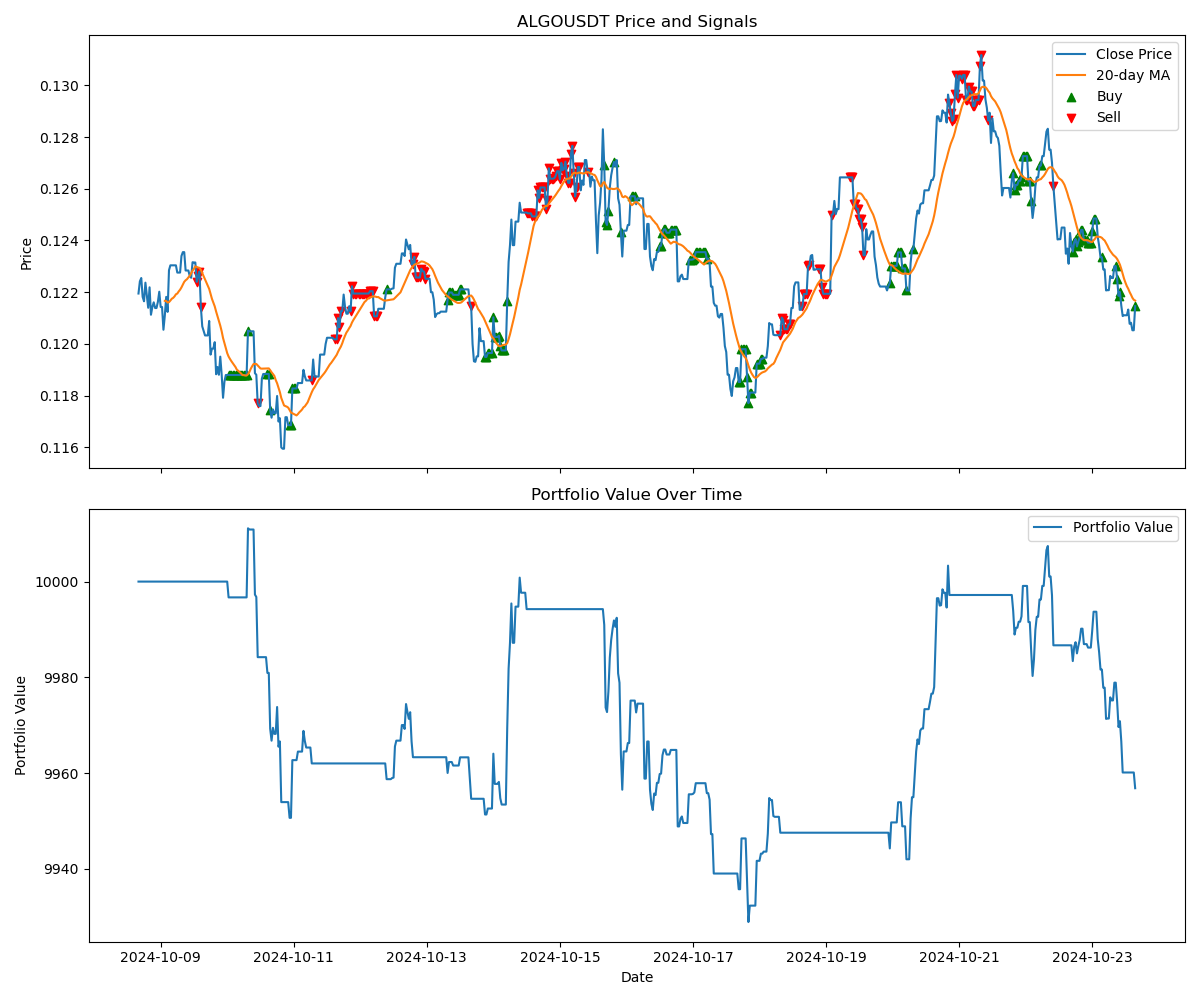 ALGOUSDT Price and Signals
Close Price
20-day MA
Buy
Sell
Price
0.130
0.128
0.126
0.124
0.122
0.120
0.118
0.116
Portfolio Value Over Time
Portfolio Value
Portfolio Value
10000
9980
9960
9940
2024-10-09
2024-10-11
2024-10-13
2024-10-15
2024-10-17
2024-10-19
2024-10-21
2024-10-23
Date